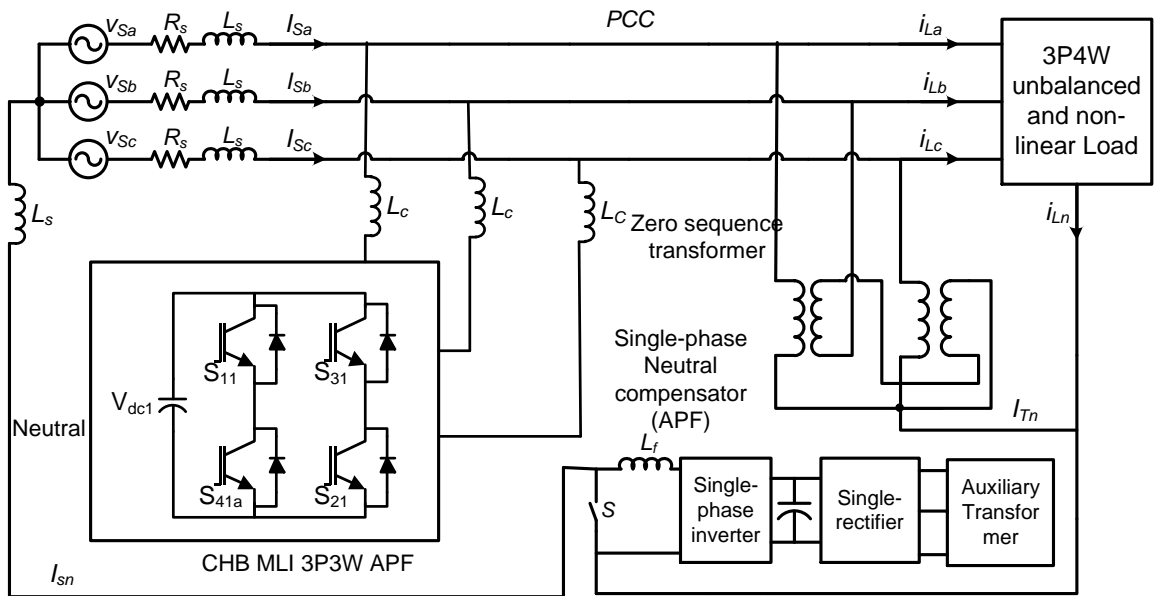 vSa
Rs
Ls
ISa
PCC
iLa
3P4W
unbalanced
and non-
linear Load
vSb
Rs
Ls
ISb
iLb
vSc
Rs
Ls
ISc
iLc
Ls
Lc
Lc
LC
iLn
Zero sequence
transformer
S11
S31
Vdc1
Single-phase
Neutral
compensator
(APF)
ITn
Neutral
S41a
S21
Lf
S
Single-
phase
inverter
Single-
rectifier
Auxiliary
Transfor
mer
CHB MLI 3P3W APF
Isn